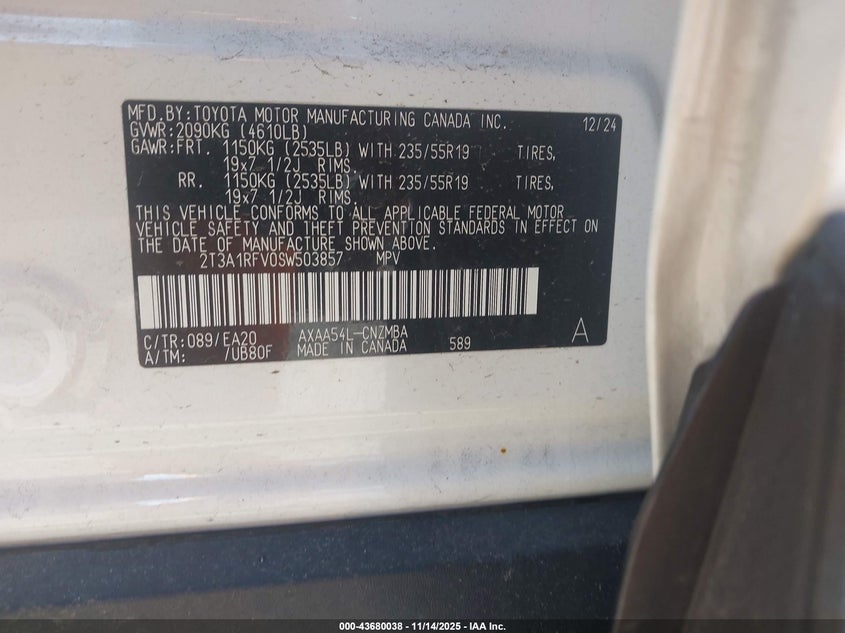 MFD.BY:TOYOTA MOTOR MANUFACTURING CANADA INC. 12/24
GVWR:2090KG (4610LB)
GAWR:FRT. 1150KG (2535LB) WITH 235/55R19 TIRES,
19x7 1/2J RIMS.
RR. 1150KG (2535LB) WITH 235/55R19 TIRES,
19x7 1/2J RIMS.
THIS VEHICLE CONFORMS TO ALL APPLICABLE FEDERAL MOTOR
VEHICLE SAFETY AND THEFT PREVENTION STANDARDS IN EFFECT ON
THE DATE OF MANUFACTURE SHOWN ABOVE.
2T3A1RFV0SW503857 MPV
C/TR:089/EA20 AXAA54L-CNZMBA
A/TM: /UB80F MADE IN CANADA 589 A
000-43680038 - 11/14/2025 - IAA Inc.